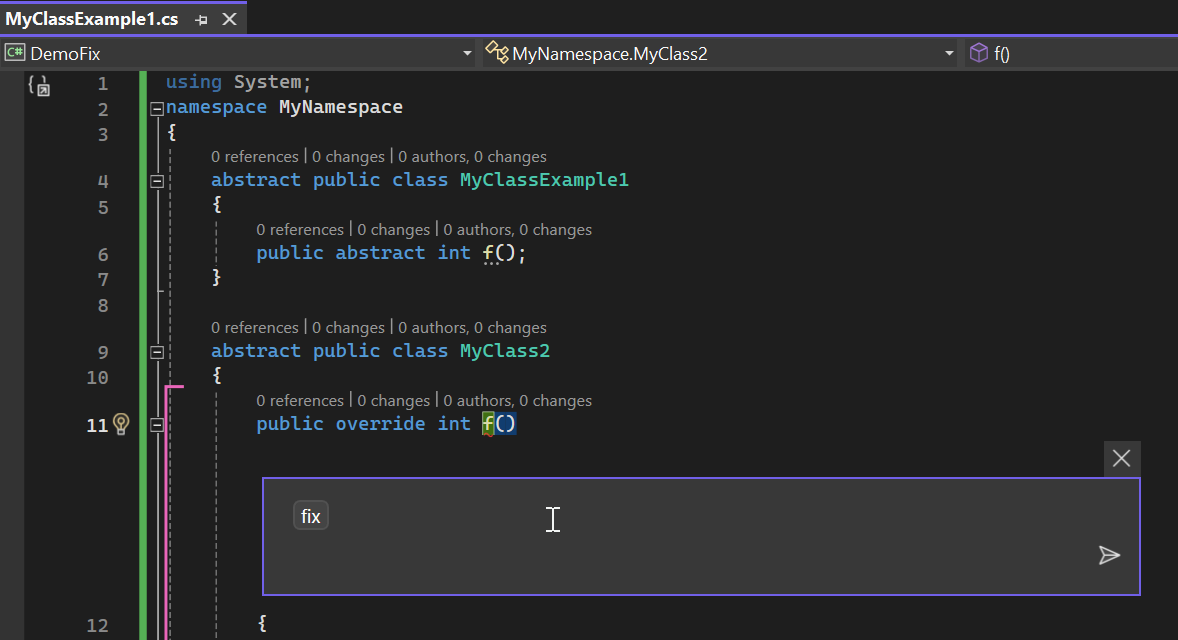 MyClassExample1.cs
C# DemoFix MyNamespace.MyClass2 f()
1 using System;
2 namespace MyNamespace
3 {
0 references | 0 changes | 0 authors, 0 changes
4 abstract public class MyClassExample1
5 {
0 references | 0 changes | 0 authors, 0 changes
6 public abstract int f();
7 }
8
0 references | 0 changes | 0 authors, 0 changes
9 abstract public class MyClass2
10 {
0 references | 0 changes | 0 authors, 0 changes
11 public override int f()
fix
12 {